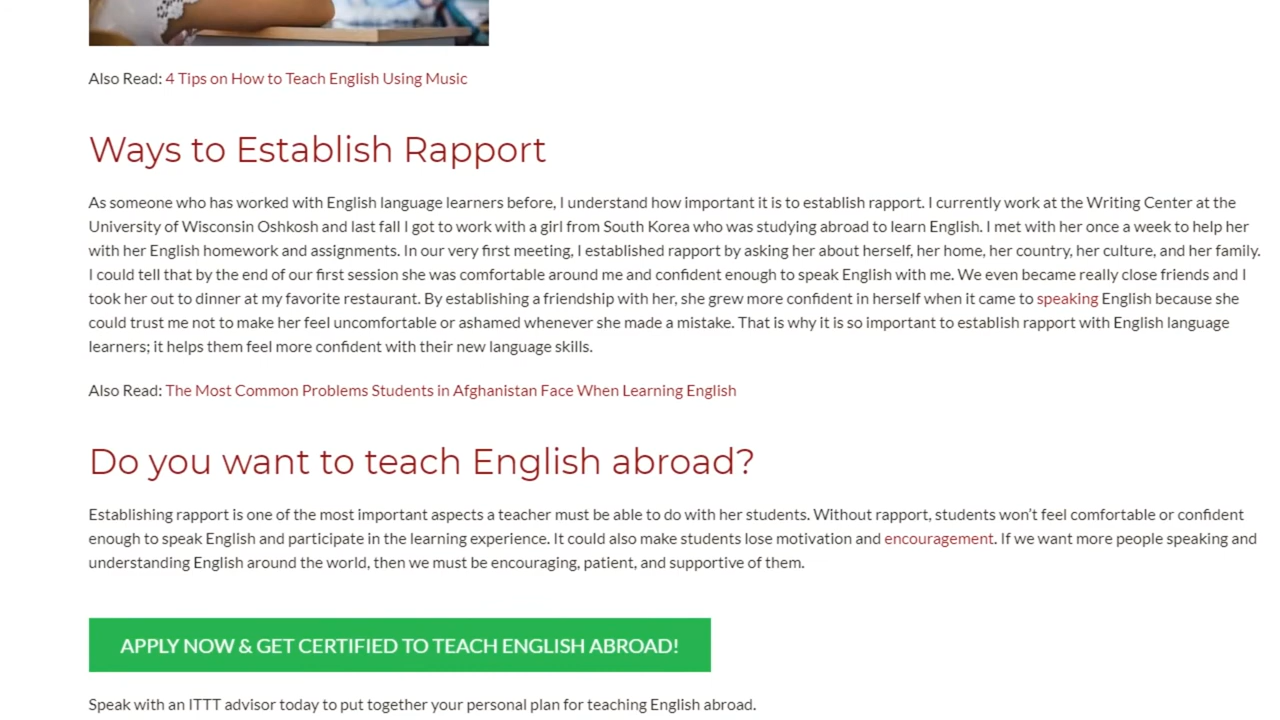 Also Read: 4 Tips on How to Teach English Using Music
Ways to Establish Rapport
As someone who has worked with English language learners before, I understand how important it is to establish rapport. I currently work at the Writing Center at the
University of Wisconsin Oshkosh and last fall I got to work with a girl from South Korea who was studying abroad to learn English. I met with her once a week to help her
with her English homework and assignments. In our very first meeting, I established rapport by asking her about herself, her home, her country, her culture, and her family.
I could tell that by the end of our first session she was comfortable around me and confident enough to speak English with me. We even became really close friends and I
took her out to dinner at my favorite restaurant. By establishing a friendship with her, she grew more confident in herself when it came to speaking English because she
could trust me not to make her feel uncomfortable or ashamed whenever she made a mistake. That is why it is so important to establish rapport with English language
learners; it helps them feel more confident with their new language skills.
Also Read: The Most Common Problems Students in Afghanistan Face When Learning English
Do you want to teach English abroad?
Establishing rapport is one of the most important aspects a teacher must be able to do with her students. Without rapport, students won't feel comfortable or confident
enough to speak English and participate in the learning experience. It could also make students lose motivation and encouragement. If we want more people speaking and
understanding English around the world, then we must be encouraging, patient, and supportive of them.
APPLY NOW & GET CERTIFIED TO TEACH ENGLISH ABROAD!
Speak with an ITTT advisor today to put together your personal plan for teaching English abroad.